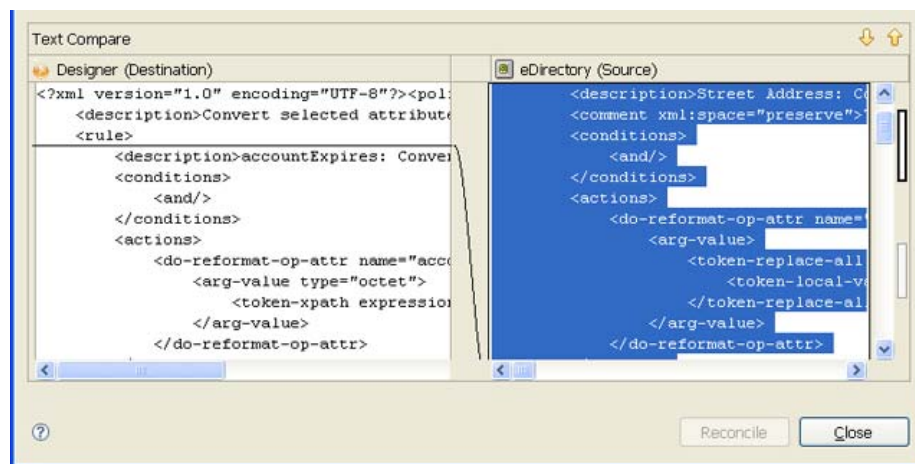 Text Compare
Designer (Destination)
<?xml version="1.0" encoding="UTF-8"?><pol
<description>Convert selected attribute
<rule>
<description>accountExpires: Conver
<conditions>
<and/>
</conditions>
<actions>
<do-reformat-op-attr name="acc
<arg-value type="octet">
<token-xpath expression
</arg-value>
</do-reformat-op-attr>
eDirectory (Source)
<description>Street Address: Co
<comment xml:space="preserve">
<conditions>
<and/>
</conditions>
<actions>
<do-reformat-op-attr name="
<arg-value>
<token-replace-all
<token-local-va
</token-replace-al
</arg-value>
</do-reformat-op-attr>
Reconcile
Close